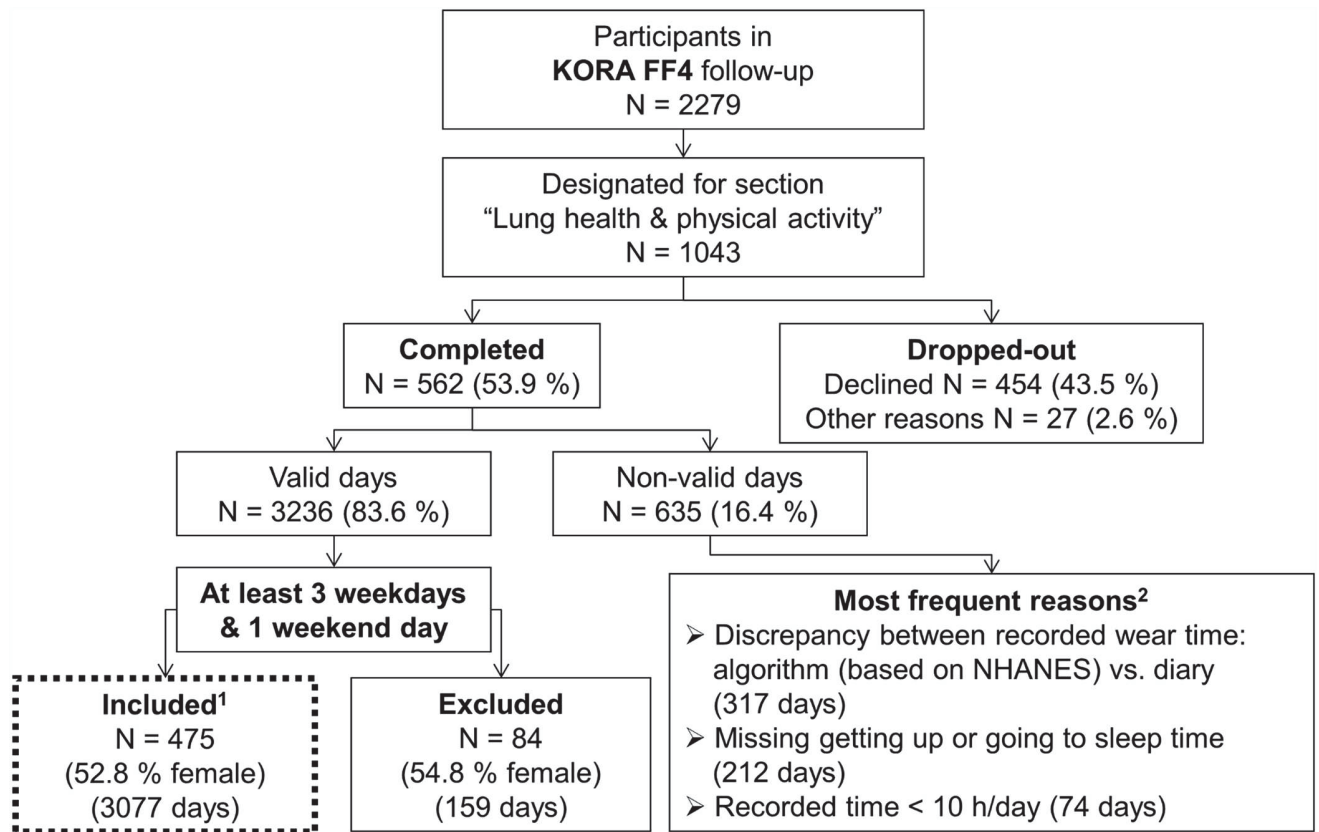 Participants in
KORA FF4 follow-up
N = 2279
Designated for section
“Lung health & physical activity”
N = 1043
Completed
N = 562 (53.9 %)
Dropped-out
Declined N = 454 (43.5 %)
Other reasons N = 27 (2.6 %)
Valid days
N = 3236 (83.6 %)
Non-valid days
N = 635 (16.4 %)
At least 3 weekdays
& 1 weekend day
Most frequent reasons²
➢ Discrepancy between recorded wear time:
algorithm (based on NHANES) vs. diary
(317 days)
➢ Missing getting up or going to sleep time
(212 days)
➢ Recorded time < 10 h/day (74 days)
Included¹
N = 475
(52.8 % female)
(3077 days)
Excluded
N = 84
(54.8 % female)
(159 days)